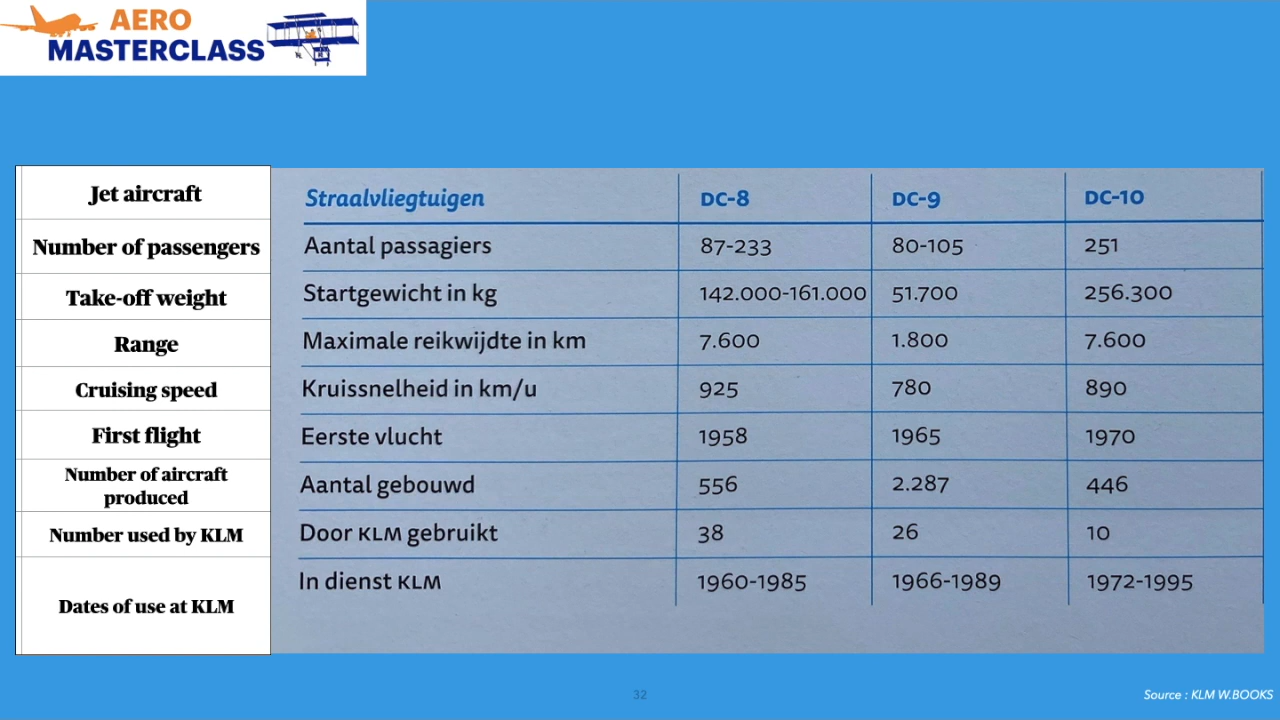 AERO
MASTERCLASS
Jet aircraft Straalvliegtuigen DC-8 DC-9 DC-10
Number of passengers Aantal passagiers 87-233 80-105 251
Take-off weight Startgewicht in kg 142.000-161.000 51.700 256.300
Range Maximale reikwijdte in km 7.600 1.800 7.600
Cruising speed Kruissnelheid in km/u 925 780 890
First flight Eerste vlucht 1958 1965 1970
Number of aircraft
produced Aantal gebouwd 556 2.287 446
Number used by KLM Door KLM gebruikt 38 26 10
Dates of use at KLM In dienst KLM 1960-1985 1966-1989 1972-1995
32
Source : KLM W.BOOKS